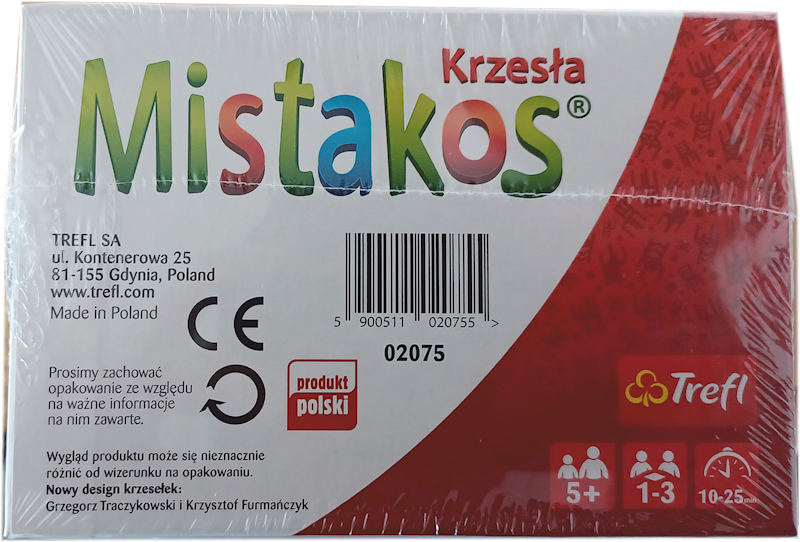 Krzesła
Mistakos®
TREFL SA
ul. Kontenerowa 25
81-155 Gdynia, Poland
www.trefl.com
Made in Poland
CE
5 900511 020755 >
02075
Prosimy zachować
opakowanie ze względu
na ważne informacje
na nim zawarte.
produkt
polski
Trefl
Wygląd produktu może się nieznacznie
różnić od wizerunku na opakowaniu.
Nowy design krzesełek:
Grzegorz Traczykowski i Krzysztof Furmańczyk
5+
1-3
10-25min